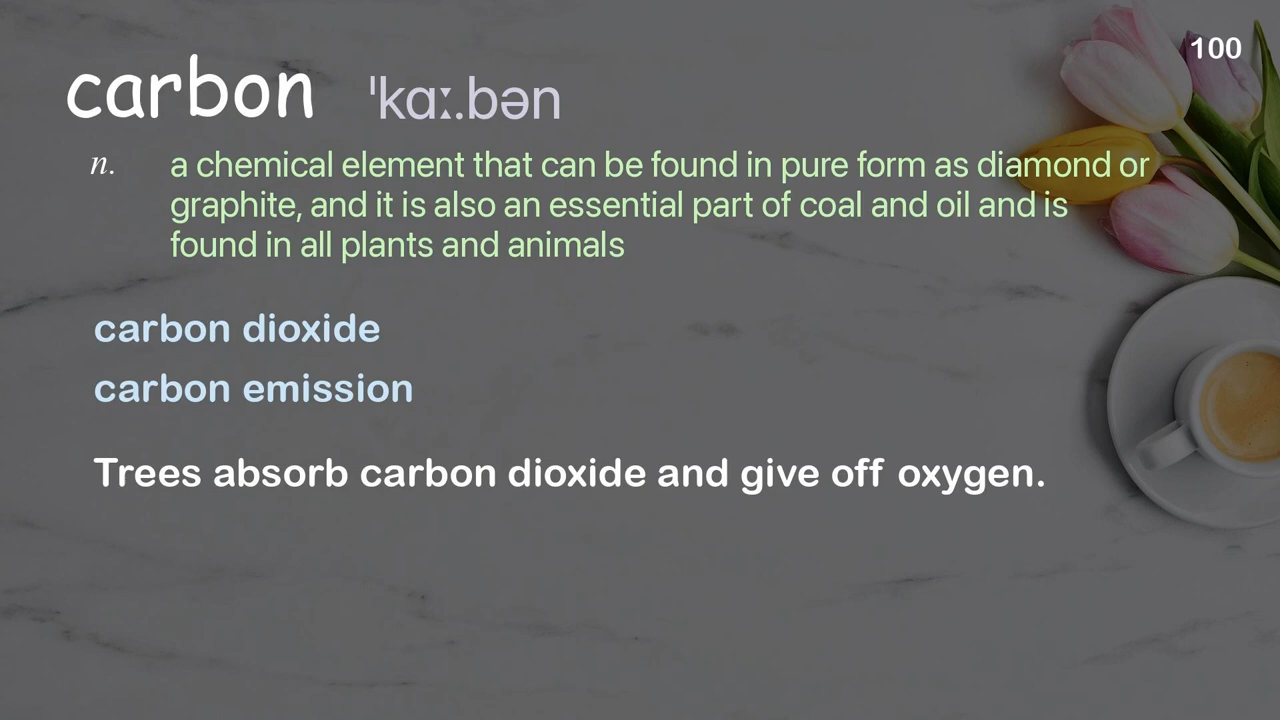 100
carbon ˈkɑː.bən
n. a chemical element that can be found in pure form as diamond or
graphite, and it is also an essential part of coal and oil and is
found in all plants and animals
carbon dioxide
carbon emission
Trees absorb carbon dioxide and give off oxygen.